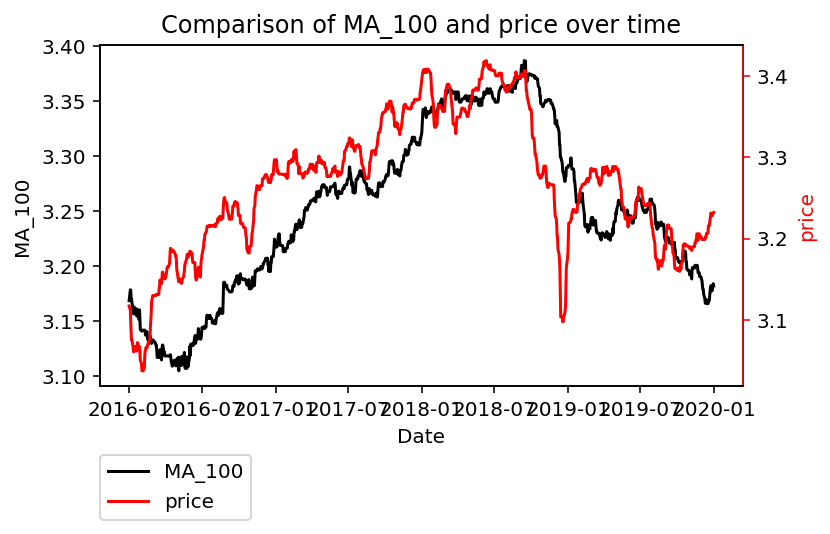 Comparison of MA_100 and price over time
3.40
3.35
3.30
3.25
3.20
3.15
3.10
MA_100
3.4
3.3
3.2
3.1
price
2016-01 2016-07 2017-01 2017-07 2018-01 2018-07 2019-01 2019-07 2020-01
Date
MA_100
price